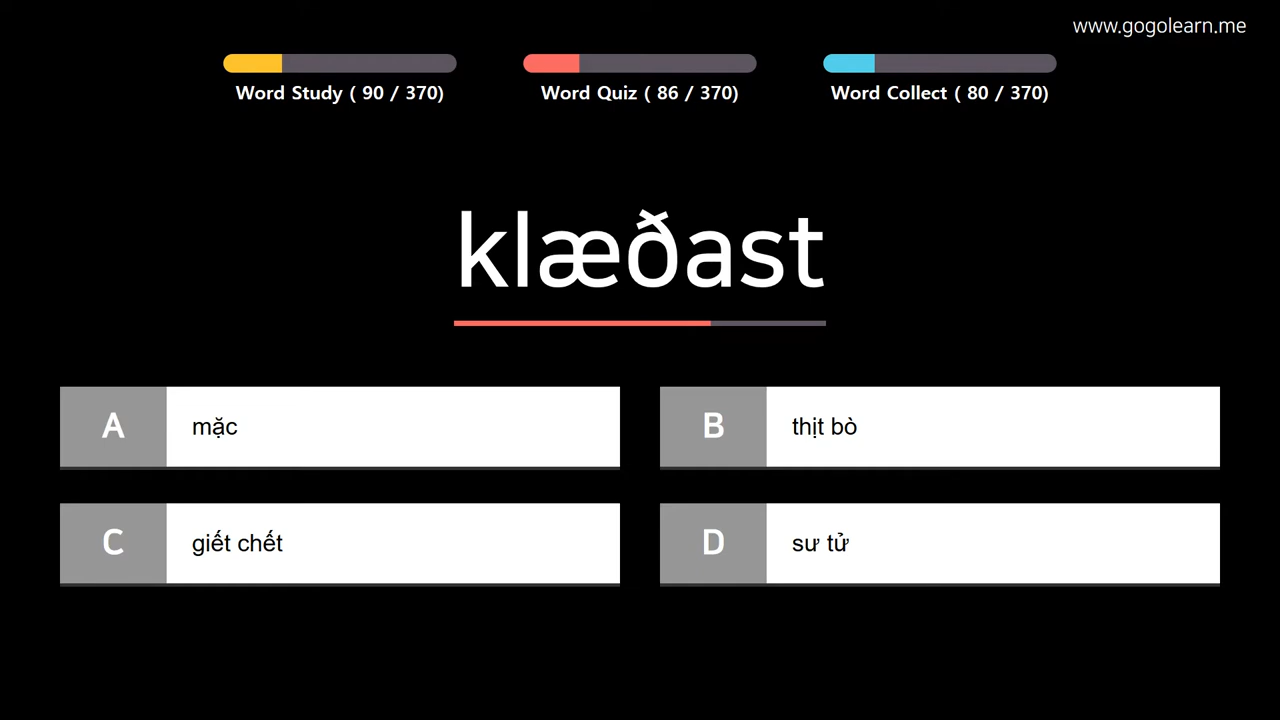 www.gogolearn.me
Word Study ( 90 / 370)
Word Quiz ( 86 / 370)
Word Collect ( 80 / 370)
klæðast
A mặc
B thịt bò
C giết chết
D sư tử